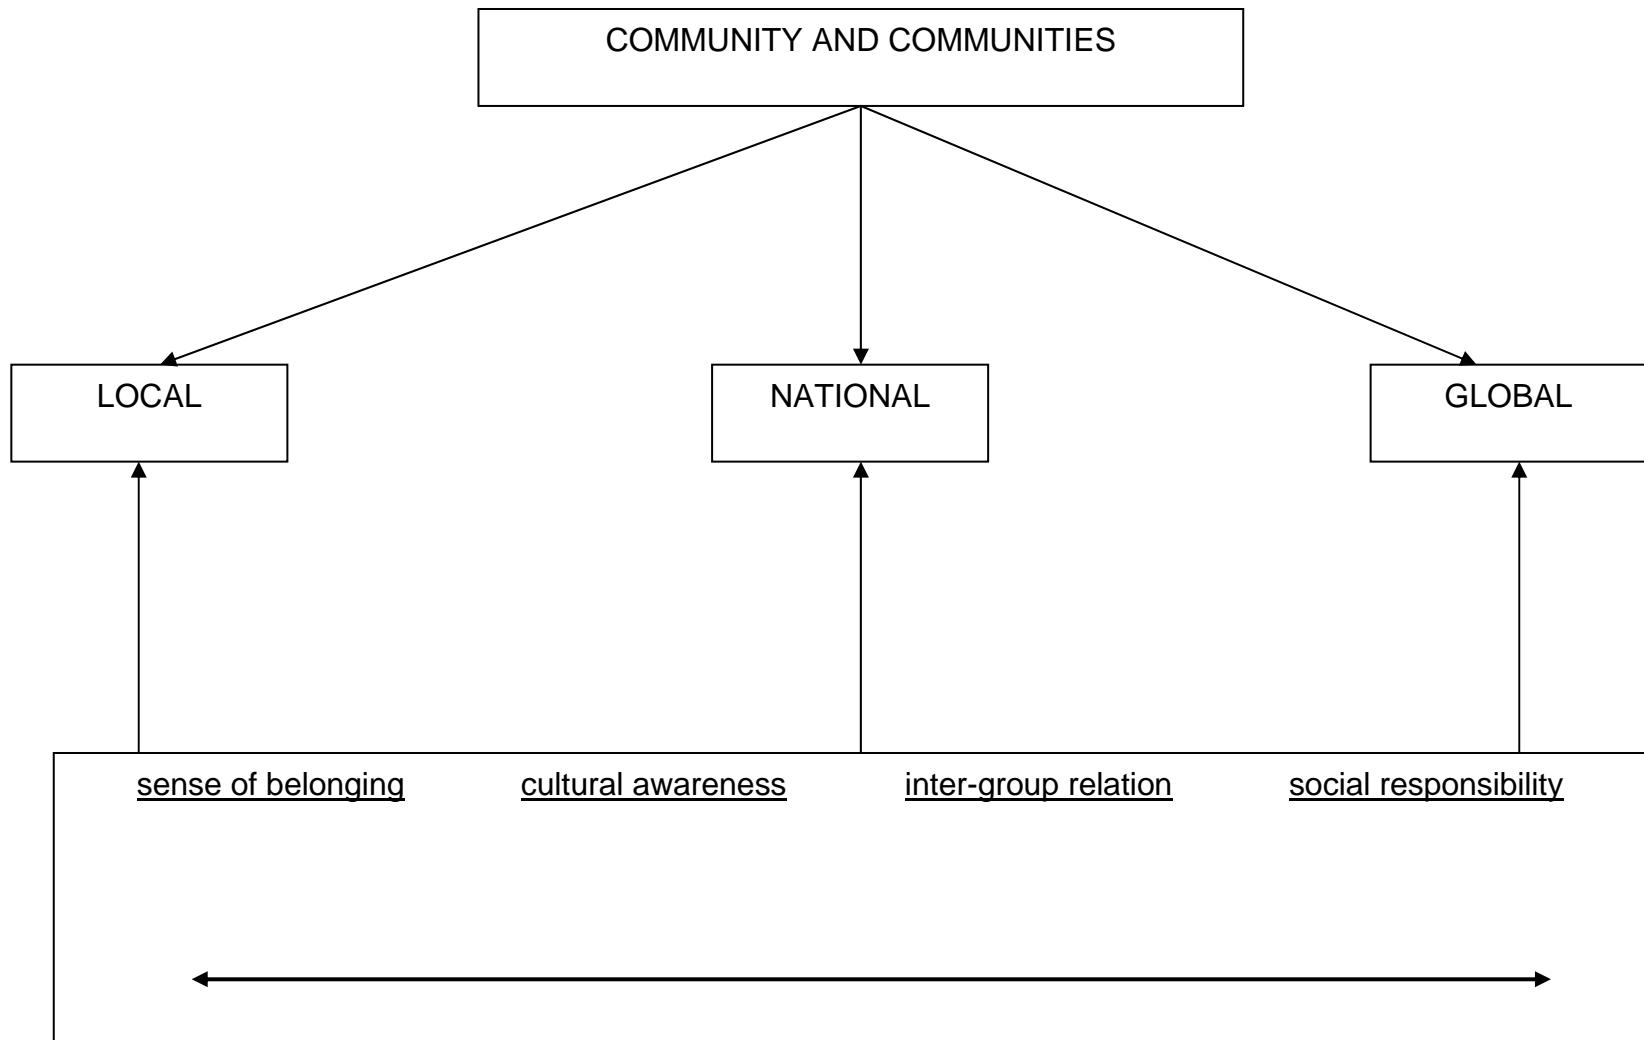 COMMUNITY AND COMMUNITIES
LOCAL NATIONAL GLOBAL
sense of belonging cultural awareness inter-group relation social responsibility